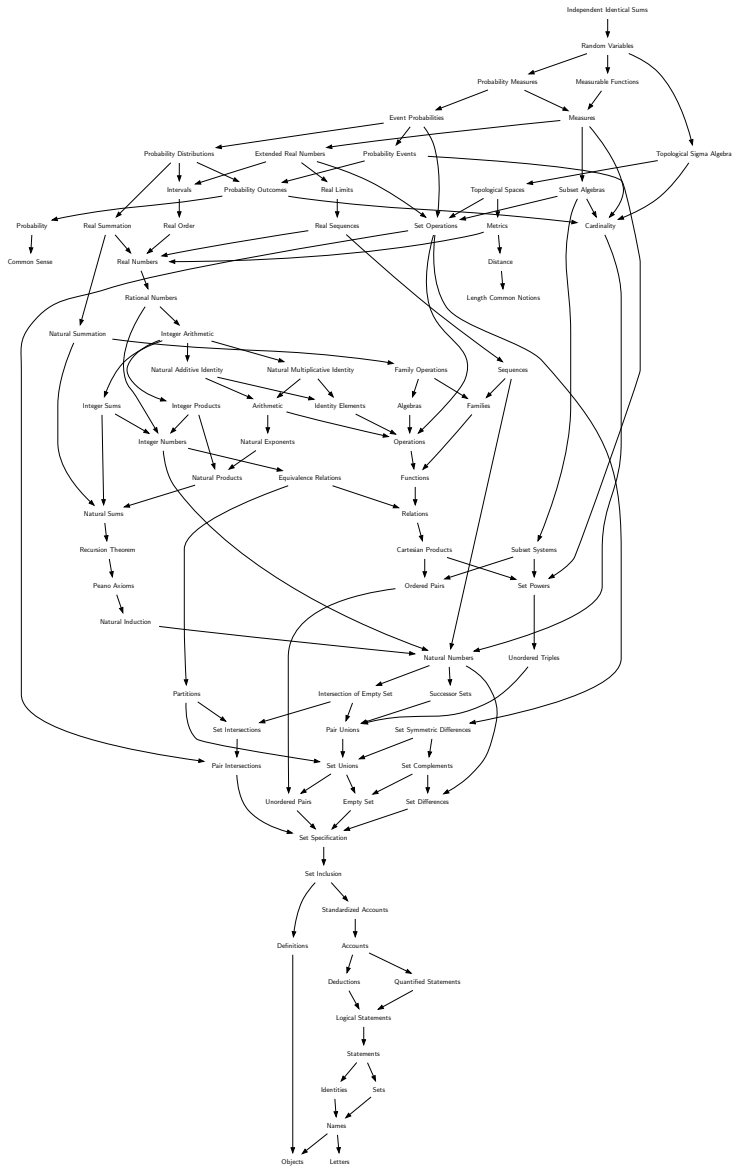 Independent Identical Sums
Random Variables
Probability Measures
Measurable Functions
Event Probabilities
Measures
Probability Distributions
Extended Real Numbers
Probability Events
Topological Sigma Algebra
Intervals
Probability Outcomes
Real Limits
Topological Spaces
Subset Algebras
Probability
Real Summation
Real Order
Real Sequences
Set Operations
Metrics
Cardinality
Common Sense
Real Numbers
Distance
Rational Numbers
Length Common Notions
Natural Summation
Integer Arithmetic
Natural Additive Identity
Natural Multiplicative Identity
Family Operations
Sequences
Integer Sums
Integer Products
Arithmetic
Identity Elements
Algebras
Families
Integer Numbers
Natural Exponents
Operations
Natural Products
Equivalence Relations
Functions
Natural Sums
Relations
Recursion Theorem
Cartesian Products
Subset Systems
Peano Axioms
Ordered Pairs
Set Powers
Natural Induction
Natural Numbers
Unordered Triples
Partitions
Intersection of Empty Set
Successor Sets
Set Intersections
Pair Unions
Set Symmetric Differences
Pair Intersections
Set Unions
Set Complements
Unordered Pairs
Empty Set
Set Differences
Set Specification
Set Inclusion
Standardized Accounts
Definitions
Accounts
Deductions
Quantified Statements
Logical Statements
Statements
Identities
Sets
Names
Objects
Letters